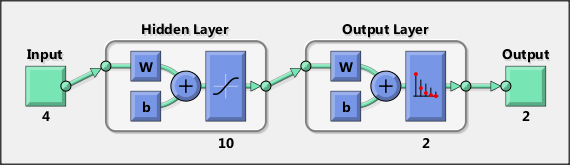 Hidden Layer Output Layer
Input Output
W W
b b
4 2
10 2